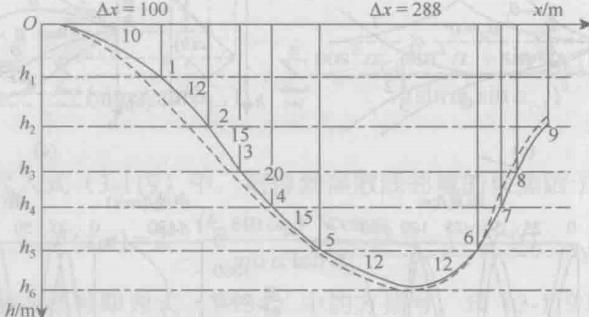 Δx = 100
Δx = 288
x/m
O
10
h₁
1
12
h₂
2
15
9
h₃
3
8
20
h₄
4
7
15
h₅
5
6
12
12
h₆
h/m